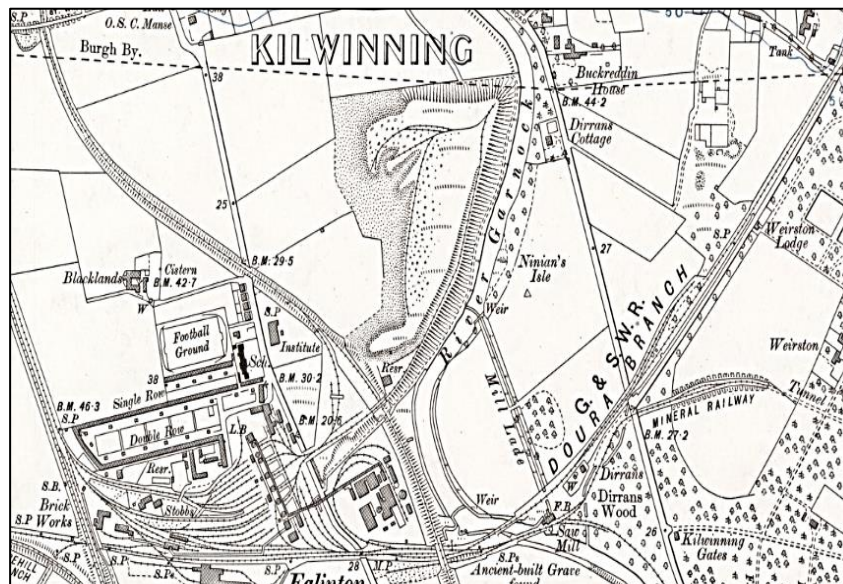 S.P
O.S.C. Manse
Burgh By.
KILWINNING
38
Buckreddin
House
B.M. 44·2
Tank
Dirrans
Cottage
River Garnock
25
27
S.P
Weirston
Lodge
B.M. 29·5
Cistern
Blacklands
B.M. 42·7
W
Ninian's
Isle
Weir
S.P
Football
Ground
Institute
Sch.
Resr.
G. & S.W.R.
DOURA BRANCH
Weirston
Mill Lade
Single Row
38
B.M. 30·2
B.M. 46·3
S.P
Double Row
L.B
B.M. 20·
Tunnel
MINERAL RAILWAY
B.M. 27·2
Resr.
S.B.
Brick
Works
S.P
Stobbs
Weir
W
Dirrans
Dirrans
Wood
F.B.
Saw
Mill
26
Kilwinning
Gates
S.P
S.P.
S.P
28
M.P
S.Ps
Eglinton
Ancient-built Grave
found